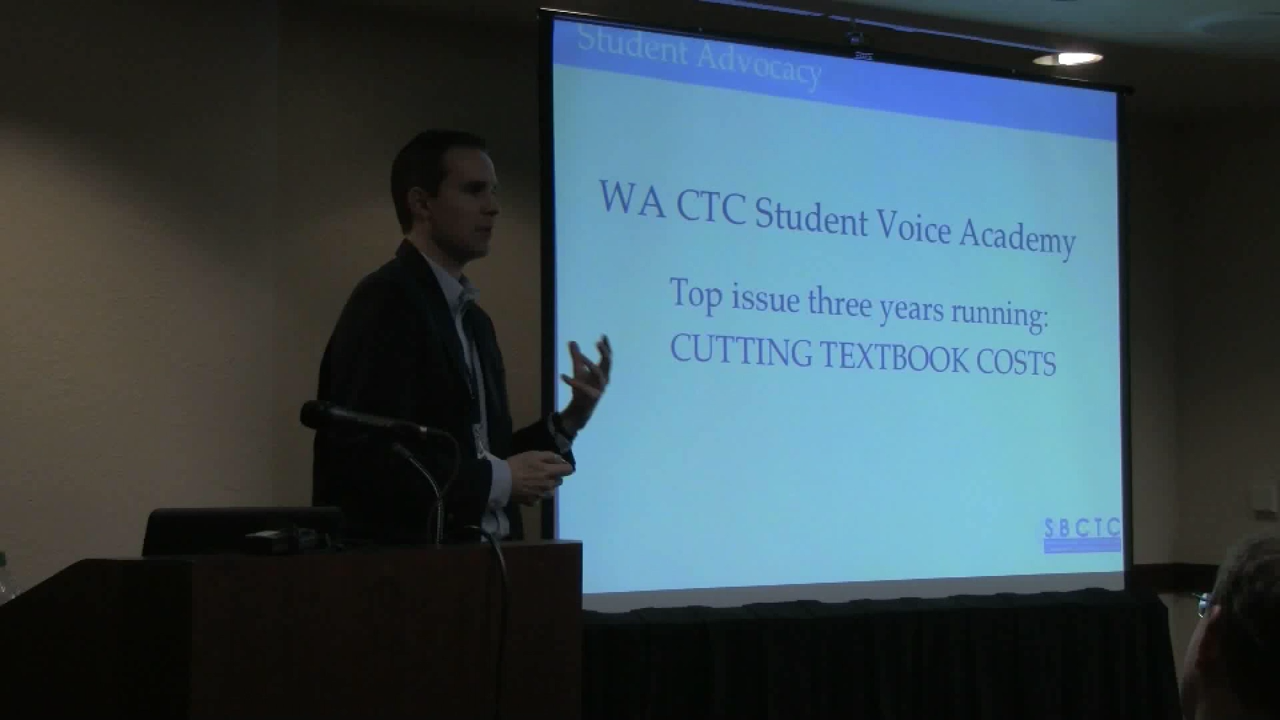 Student Advocacy
WA CTC Student Voice Academy
Top issue three years running:
CUTTING TEXTBOOK COSTS
SBCTC